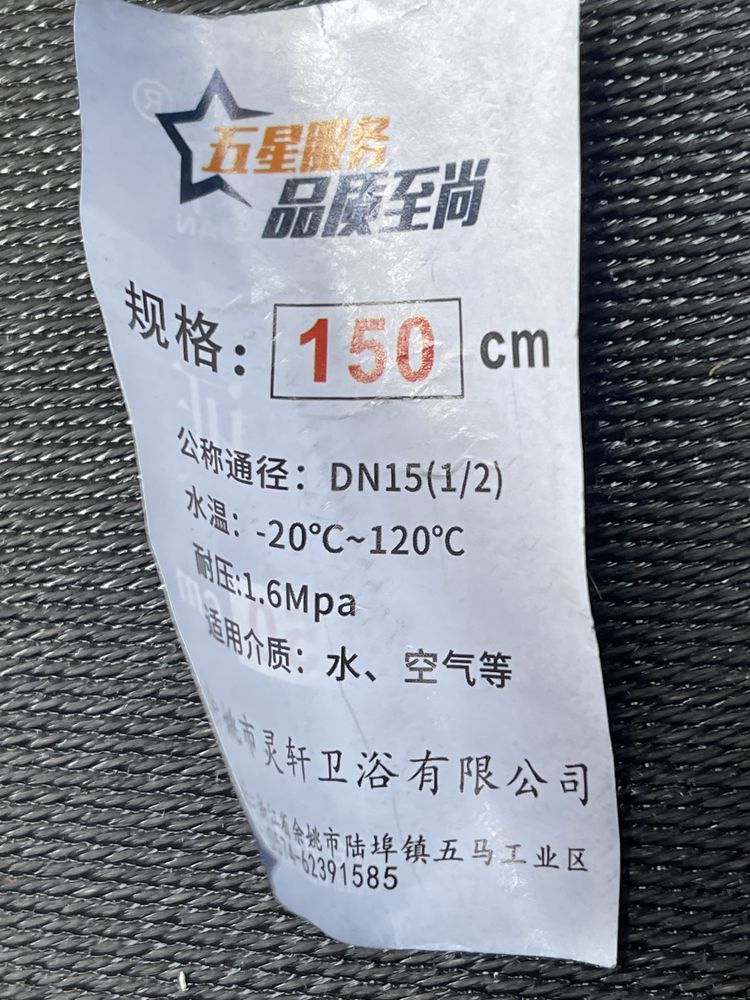 ®
五星服务
品质至尚
规格: 150 cm
公称通径: DN15(1/2)
水温: -20℃~120℃
耐压:1.6Mpa
适用介质: 水、空气等
姚市灵轩卫浴有限公司
浙江省余姚市陆埠镇五马工业区
574-62391585